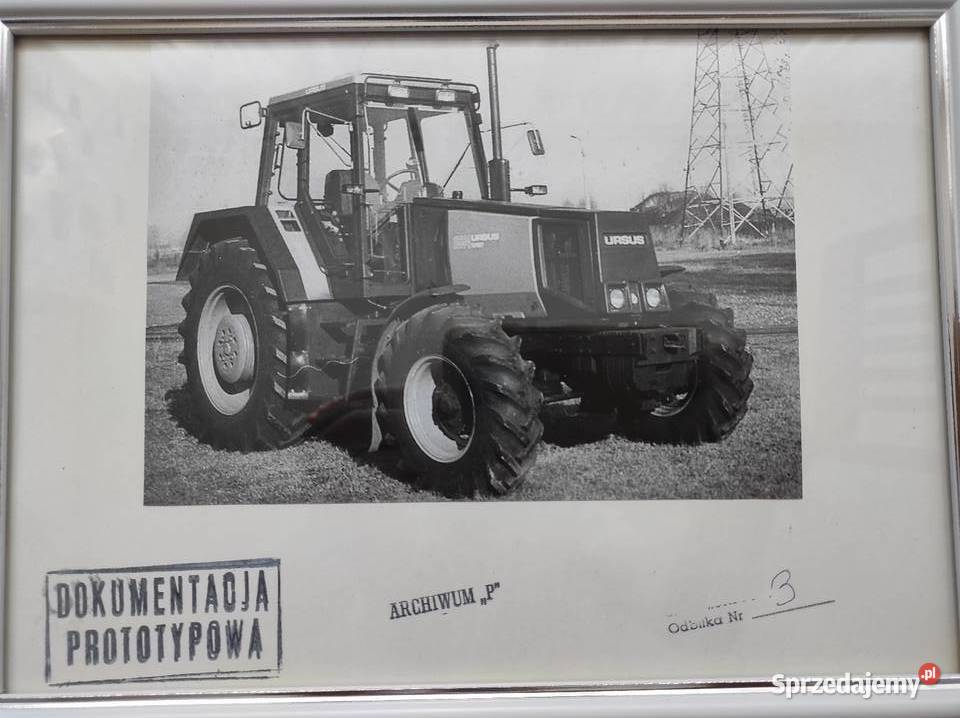 URSUS
URSUS
DOKUMENTACJA
PROTOTYPOWA
ARCHIWUM „P”
Odbitka Nr 3
Sprzedajemy.pl